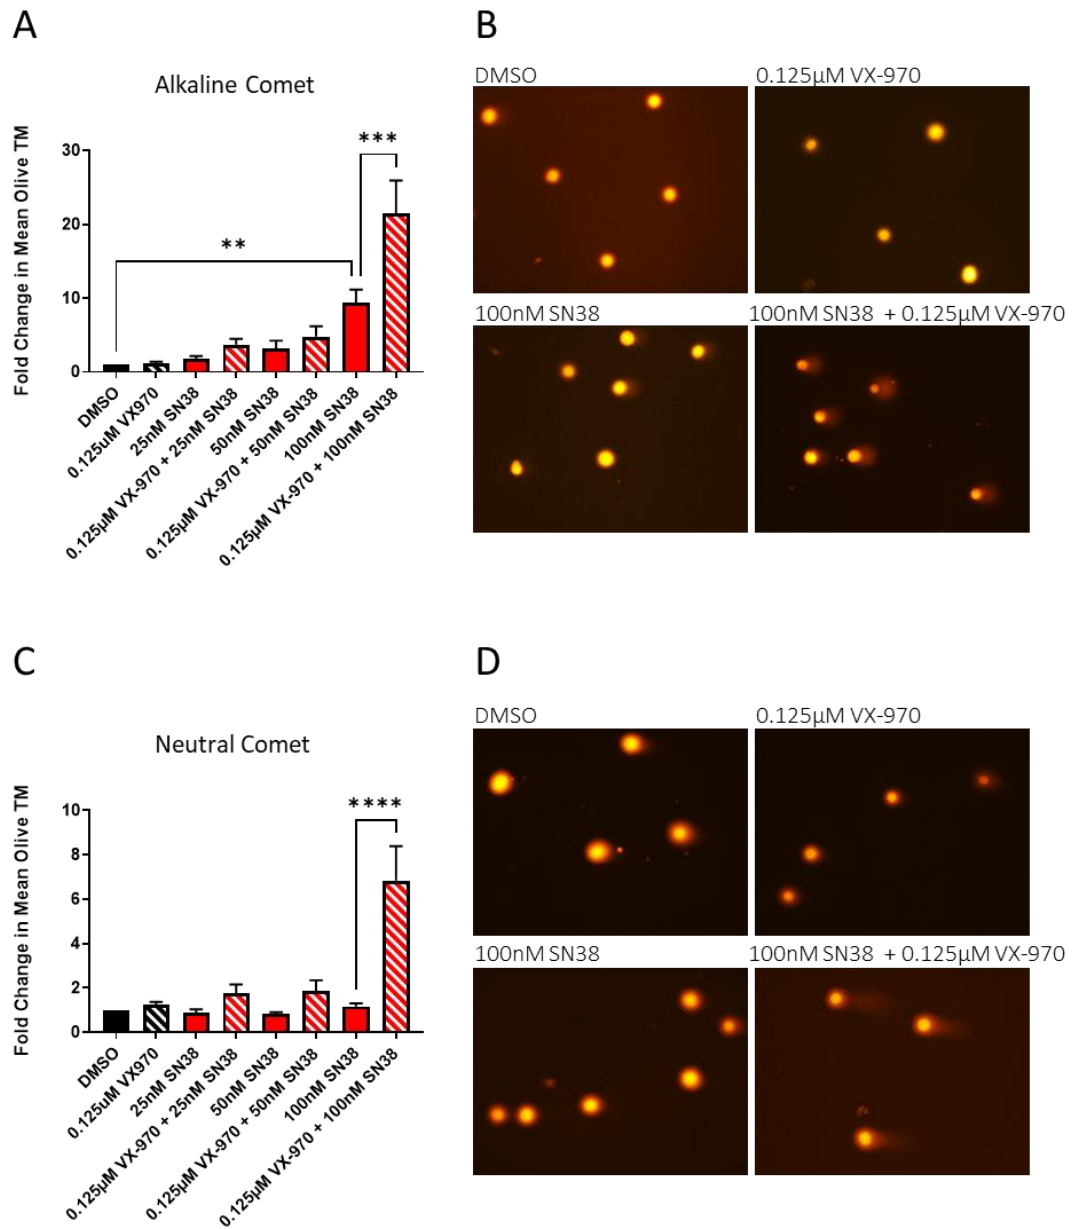 A
Alkaline Comet
Fold Change in Mean Olive TM
30
20
10
0
**
***
DMSO
0.125uM VX970
25nM SN38
0.125µM VX-970 + 25nM SN38
50nM SN38
0.125µM VX-970 + 50nM SN38
100nM SN38
0.125µM VX-970 + 100nM SN38
B
DMSO
0.125µM VX-970
100nM SN38
100nM SN38 + 0.125µM VX-970
C
Neutral Comet
Fold Change in Mean Olive TM
10
8
6
4
2
0
****
DMSO
0.125uM VX970
25nM SN38
0.125µM VX-970 + 25nM SN38
50nM SN38
0.125µM VX-970 + 50nM SN38
100nM SN38
0.125µM VX-970 + 100nM SN38
D
DMSO
0.125µM VX-970
100nM SN38
100nM SN38 + 0.125µM VX-970